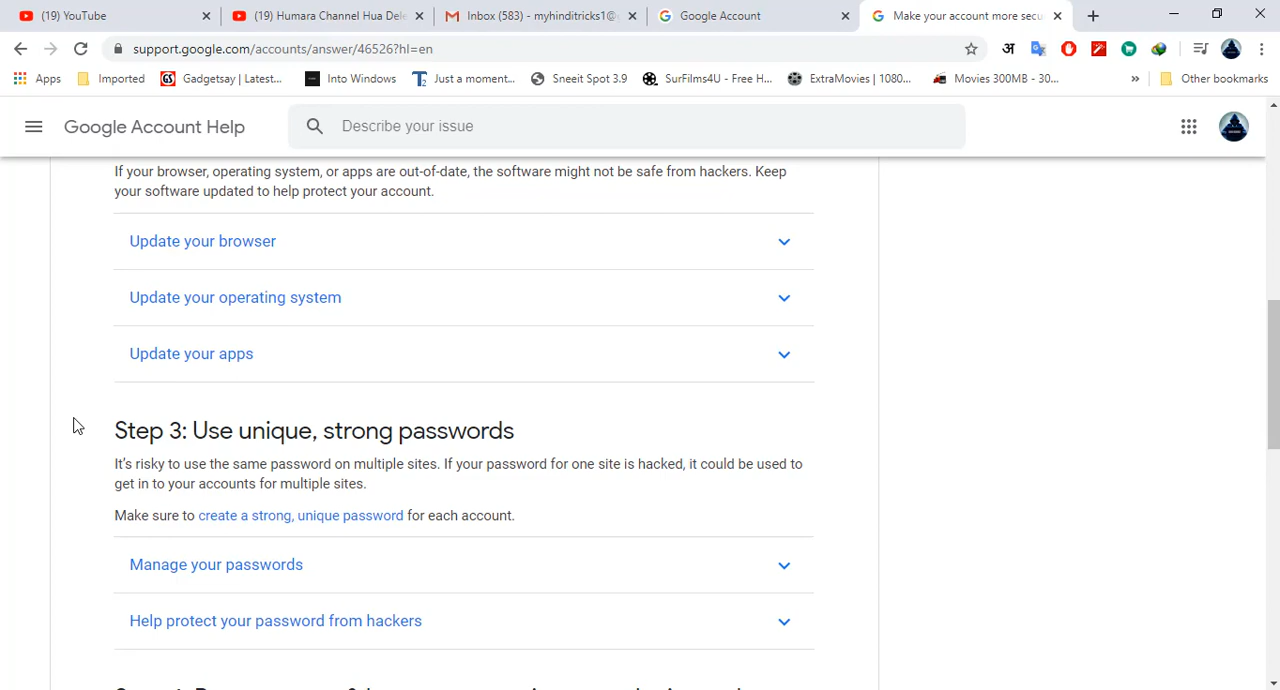 (19) YouTube
(19) Humara Channel Hua Del
Inbox (583) - myhinditricks1@
Google Account
Make your account more secu
support.google.com/accounts/answer/46526?hl=en
अ
Apps
Imported
GS
Gadgetsay | Latest...
Into Windows
Just a moment...
Sneeit Spot 3.9
SurFilms4U - Free H...
ExtraMovies | 1080...
Movies 300MB - 30...
»
Other bookmarks
Google Account Help
Describe your issue
If your browser, operating system, or apps are out-of-date, the software might not be safe from hackers. Keep
your software updated to help protect your account.
Update your browser
Update your operating system
Update your apps
Step 3: Use unique, strong passwords
It's risky to use the same password on multiple sites. If your password for one site is hacked, it could be used to
get in to your accounts for multiple sites.
Make sure to create a strong, unique password for each account.
Manage your passwords
Help protect your password from hackers